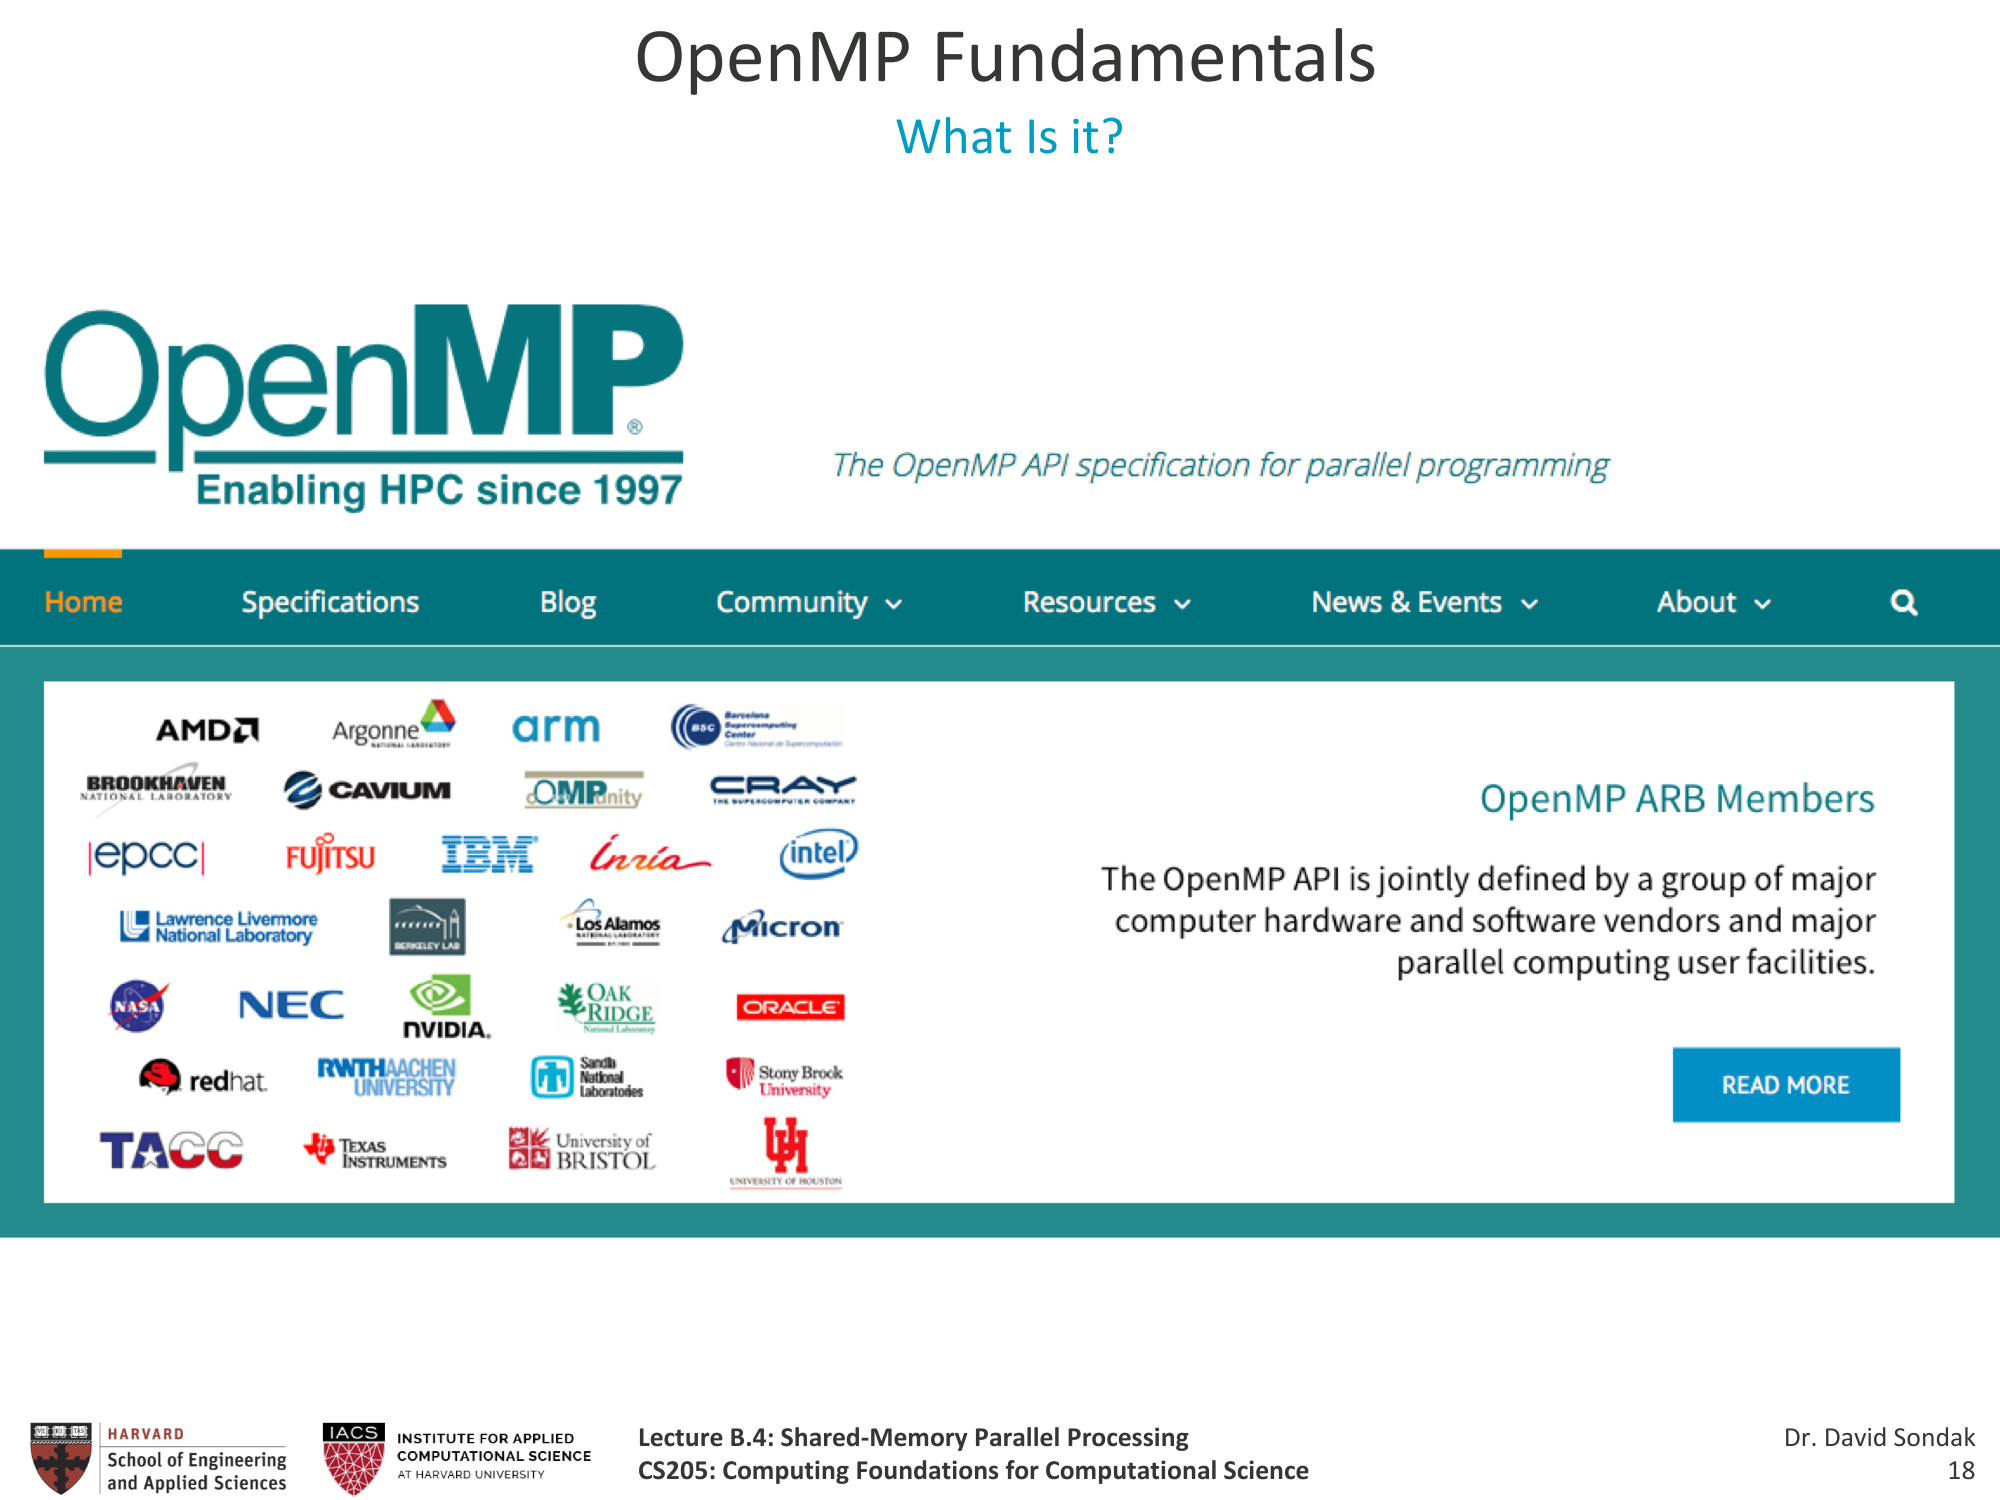 OpenMP Fundamentals
What Is it?
OpenMP®
Enabling HPC since 1997
The OpenMP API specification for parallel programming
Home Specifications Blog Community Resources News & Events About
AMD Argonne arm BSC Barcelona Supercomputing Center
NATIONAL LABORATORY Centro Nacional de Supercomputación
BROOKHAVEN CAVIUM cOMPunity CRAY
NATIONAL LABORATORY THE SUPERCOMPUTER COMPANY
|epcc| FUJITSU IBM Inria intel
Lawrence Livermore
National Laboratory
BERKELEY LAB
Los Alamos
NATIONAL LABORATORY
Micron
NASA NEC NVIDIA.
OAK
RIDGE
National Laboratory
ORACLE
redhat.
RWTHAACHEN
UNIVERSITY
Sandia
National
Laboratories
Stony Brook
University
TACC
TEXAS
INSTRUMENTS
University of
BRISTOL
UH
UNIVERSITY OF HOUSTON
OpenMP ARB Members
The OpenMP API is jointly defined by a group of major
computer hardware and software vendors and major
parallel computing user facilities.
READ MORE
HARVARD
School of Engineering
and Applied Sciences
IACS
INSTITUTE FOR APPLIED
COMPUTATIONAL SCIENCE
AT HARVARD UNIVERSITY
Lecture B.4: Shared-Memory Parallel Processing
CS205: Computing Foundations for Computational Science
Dr. David Sondak
18